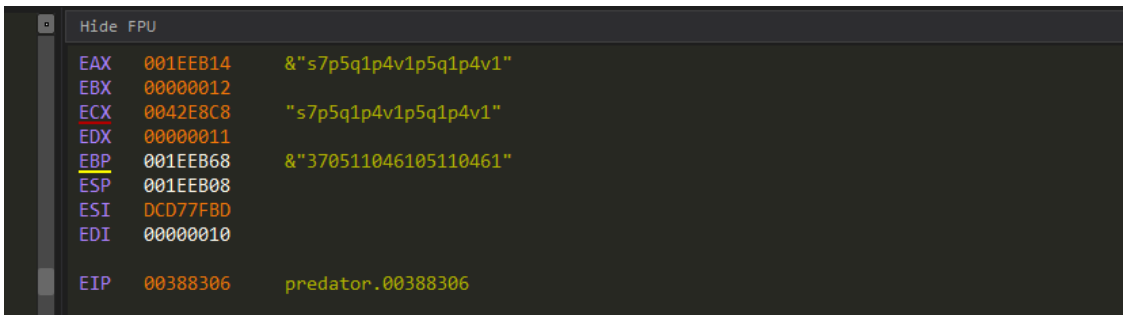 Hide FPU
EAX 001EEB14 &"s7p5q1p4v1p5q1p4v1"
EBX 00000012
ECX 0042E8C8 "s7p5q1p4v1p5q1p4v1"
EDX 00000011
EBP 001EEB68 &"370511046105110461"
ESP 001EEB08
ESI DCD77FBD
EDI 00000010
EIP 00388306 predator.00388306